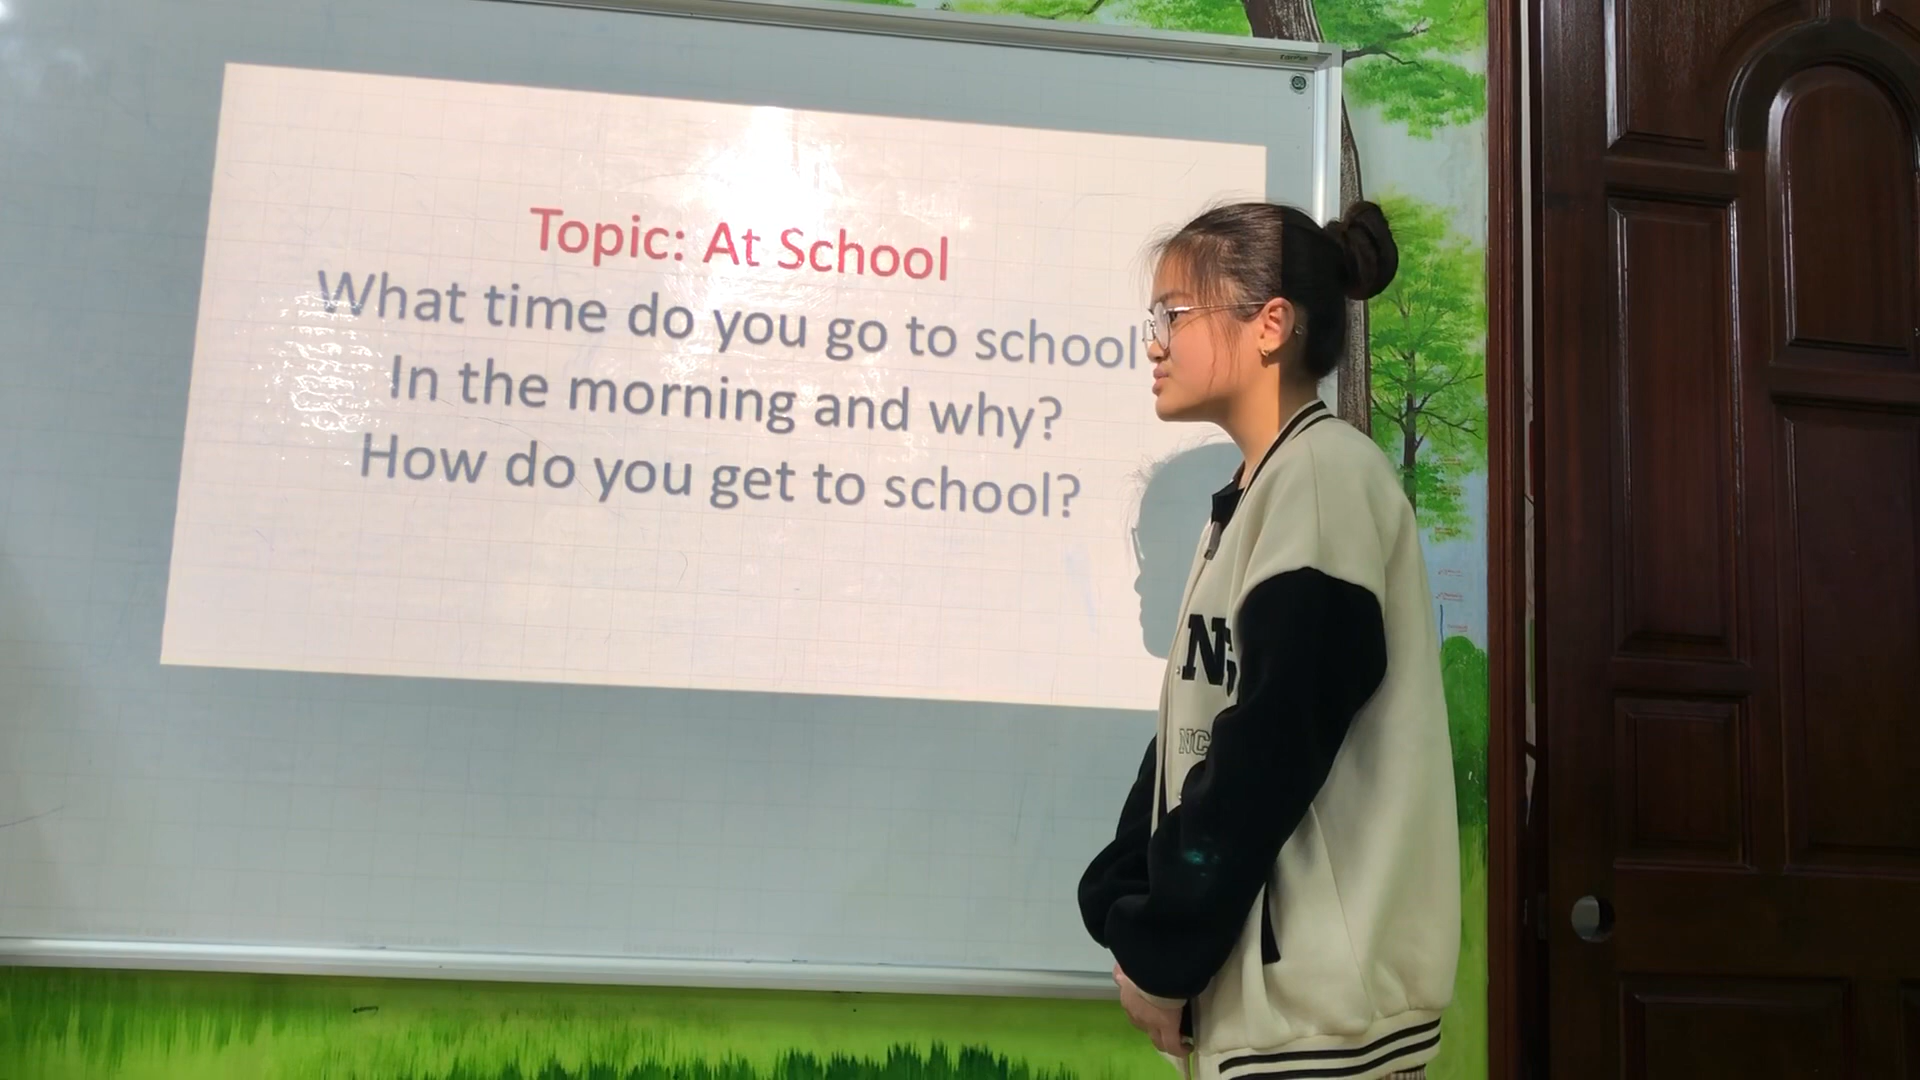 Topic: At School
What time do you go to school
In the morning and why?
How do you get to school?
NC